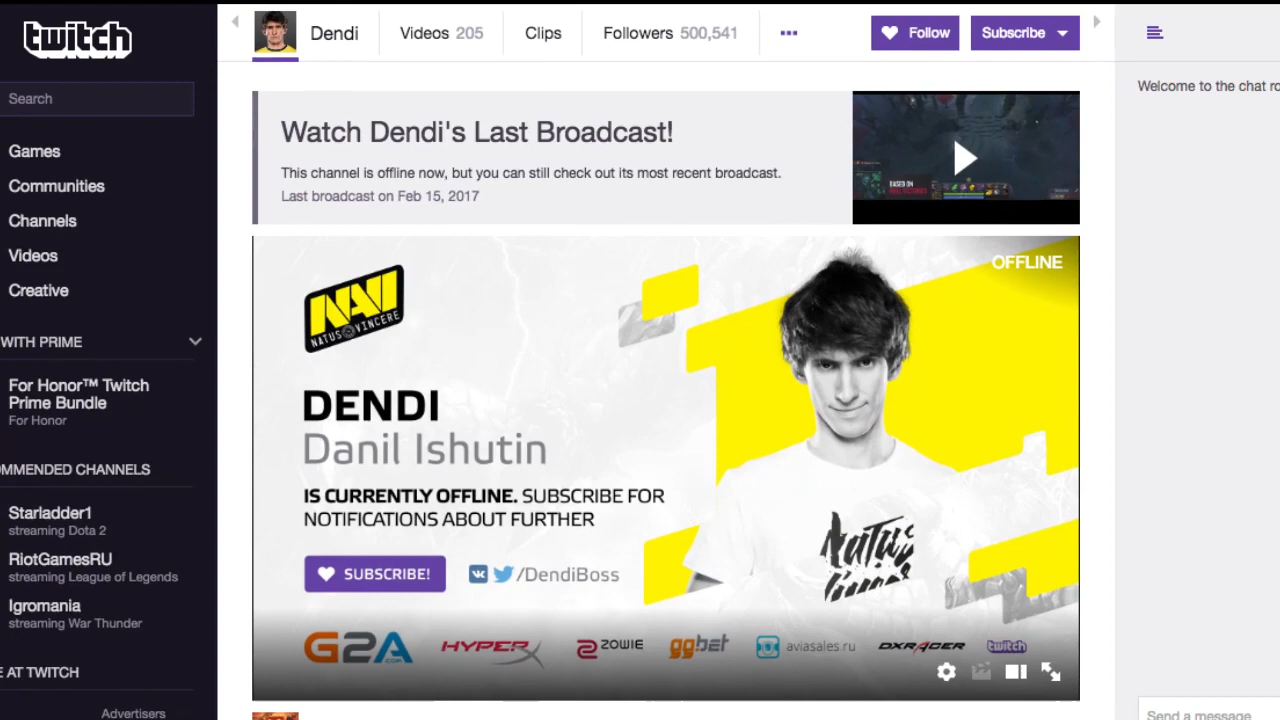 twitch
Search
Games
Communities
Channels
Videos
Creative
WITH PRIME
For Honor™ Twitch
Prime Bundle
For Honor
OMMENDED CHANNELS
Starladder1
streaming Dota 2
RiotGamesRU
streaming League of Legends
Igromania
streaming War Thunder
E AT TWITCH
Advertisers
Dendi
Videos 205
Clips
Followers 500,541
Follow
Subscribe
Watch Dendi's Last Broadcast!
This channel is offline now, but you can still check out its most recent broadcast.
Last broadcast on Feb 15, 2017
BASED ON
OFFLINE
NAVI
NATUS VINCERE
DENDI
Danil Ishutin
IS CURRENTLY OFFLINE. SUBSCRIBE FOR
NOTIFICATIONS ABOUT FURTHER
SUBSCRIBE!
/DendiBoss
Natus
G2A.COM
HYPERX
ZOWIE
ggbet
aviasales.ru
DXRACER
twitch
Welcome to the chat ro
Send a message